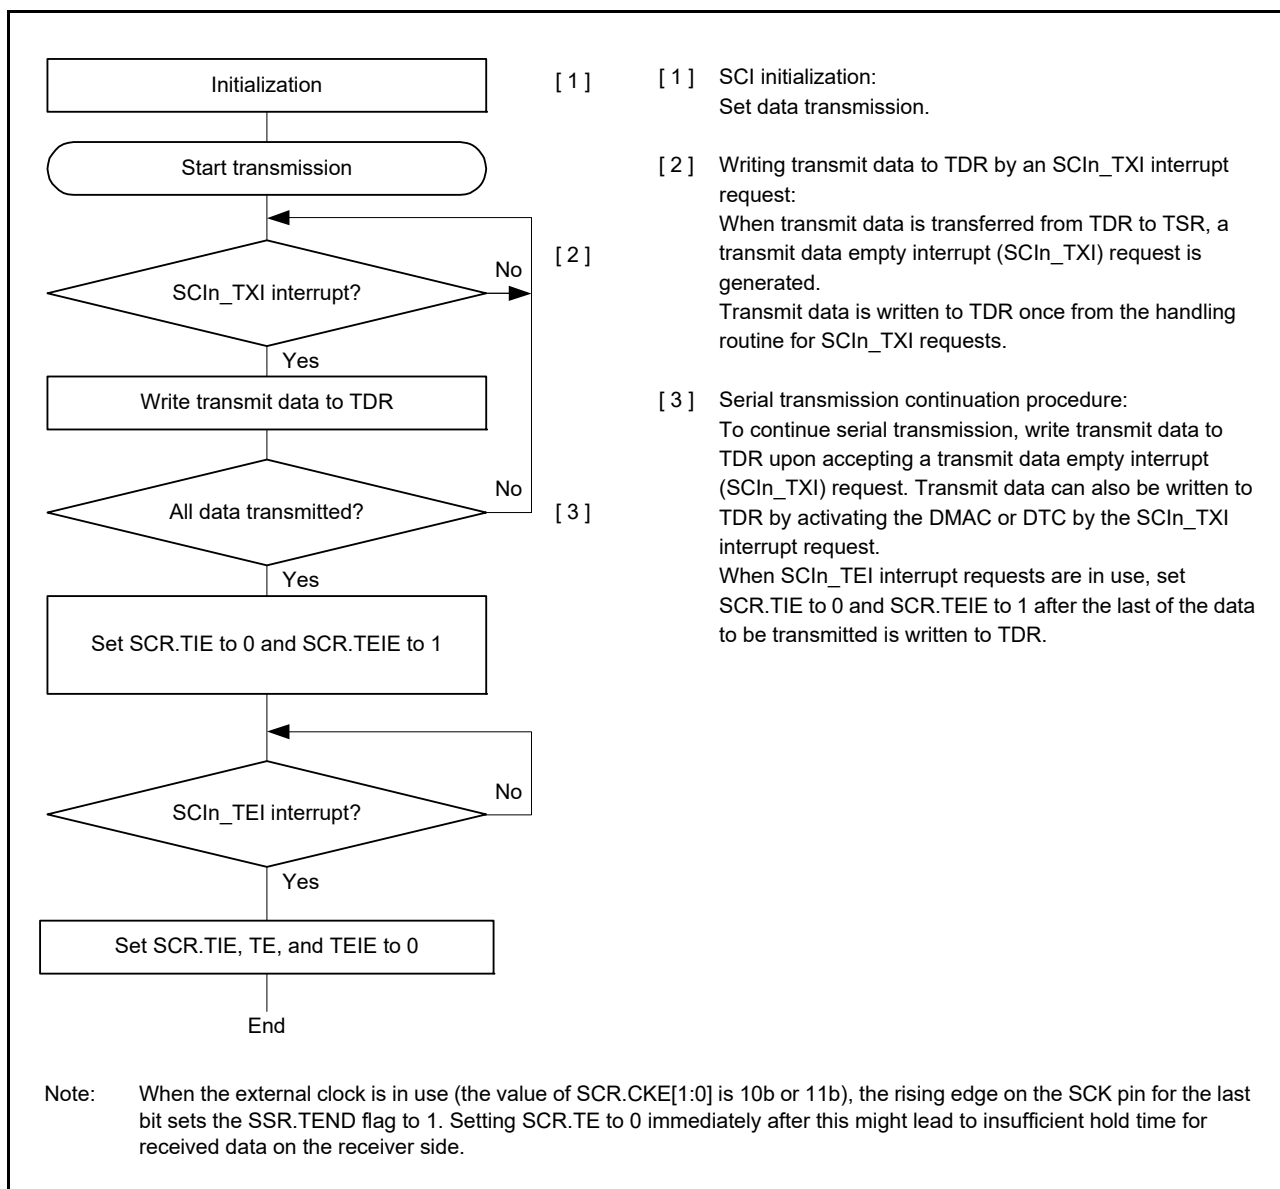 Initialization
[ 1 ]
Start transmission
[ 2 ]
SCIn_TXI interrupt?
No
Yes
Write transmit data to TDR
All data transmitted?
No
[ 3 ]
Yes
Set SCR.TIE to 0 and SCR.TEIE to 1
SCIn_TEI interrupt?
No
Yes
Set SCR.TIE, TE, and TEIE to 0
End
[ 1 ] SCI initialization:
Set data transmission.
[ 2 ] Writing transmit data to TDR by an SCIn_TXI interrupt
request:
When transmit data is transferred from TDR to TSR, a
transmit data empty interrupt (SCIn_TXI) request is
generated.
Transmit data is written to TDR once from the handling
routine for SCIn_TXI requests.
[ 3 ] Serial transmission continuation procedure:
To continue serial transmission, write transmit data to
TDR upon accepting a transmit data empty interrupt
(SCIn_TXI) request. Transmit data can also be written to
TDR by activating the DMAC or DTC by the SCIn_TXI
interrupt request.
When SCIn_TEI interrupt requests are in use, set
SCR.TIE to 0 and SCR.TEIE to 1 after the last of the data
to be transmitted is written to TDR.
Note: When the external clock is in use (the value of SCR.CKE[1:0] is 10b or 11b), the rising edge on the SCK pin for the last
bit sets the SSR.TEND flag to 1. Setting SCR.TE to 0 immediately after this might lead to insufficient hold time for
received data on the receiver side.